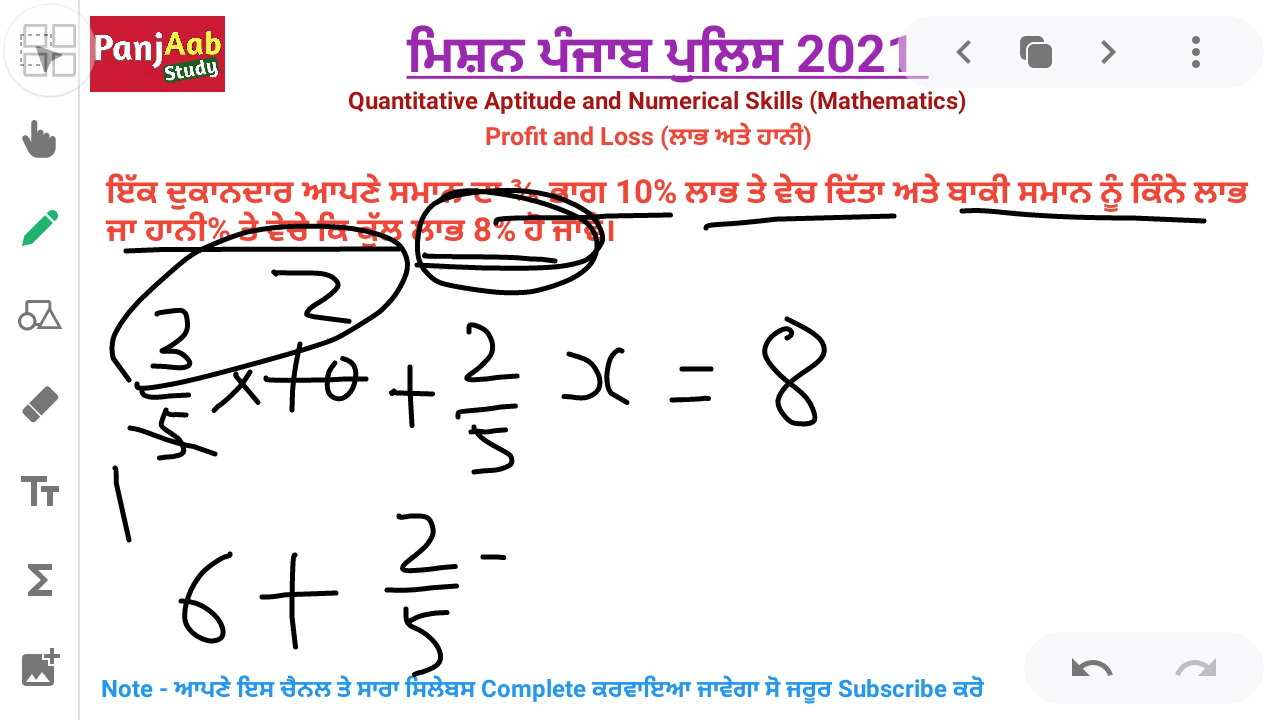 PanjAab
Study
ਮਿਸ਼ਨ ਪੰਜਾਬ ਪੁਲਿਸ 2021
Quantitative Aptitude and Numerical Skills (Mathematics)
Profit and Loss (ਲਾਭ ਅਤੇ ਹਾਨੀ)
ਇੱਕ ਦੁਕਾਨਦਾਰ ਆਪਣੇ ਸਮਾਨ ਦਾ ਭਾਗ 10% ਲਾਭ ਤੇ ਵੇਚ ਦਿੱਤਾ ਅਤੇ ਬਾਕੀ ਸਮਾਨ ਨੂੰ ਕਿੰਨੇ ਲਾਭ
ਜਾ ਹਾਨੀ% ਤੇ ਵੇਚੇ ਕਿ ਕੁੱਲ ਲਾਭ 8% ਹੋ ਜਾਵੇ।
2
3/5 x 10 + 2/5 x = 8
1
6 + 2/5 -
Note - ਆਪਣੇ ਇਸ ਚੈਨਲ ਤੇ ਸਾਰਾ ਸਿਲੇਬਸ Complete ਕਰਵਾਇਆ ਜਾਵੇਗਾ ਸੋ ਜਰੂਰ Subscribe ਕਰੋ